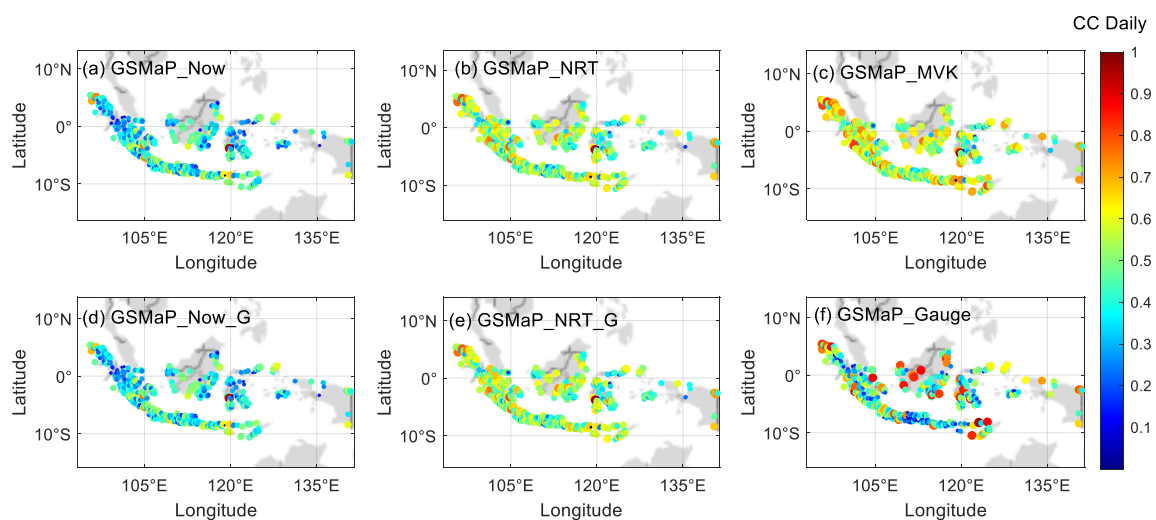 CC Daily
(a) GSMaP_Now
(b) GSMaP_NRT
(c) GSMaP_MVK
10°N
0°
10°S
Latitude
105°E 120°E 135°E
Longitude
10°N
0°
10°S
Latitude
105°E 120°E 135°E
Longitude
10°N
0°
10°S
Latitude
105°E 120°E 135°E
Longitude
(d) GSMaP_Now_G
(e) GSMaP_NRT_G
(f) GSMaP_Gauge
10°N
0°
10°S
Latitude
105°E 120°E 135°E
Longitude
10°N
0°
10°S
Latitude
105°E 120°E 135°E
Longitude
10°N
0°
10°S
Latitude
105°E 120°E 135°E
Longitude
1
0.9
0.8
0.7
0.6
0.5
0.4
0.3
0.2
0.1